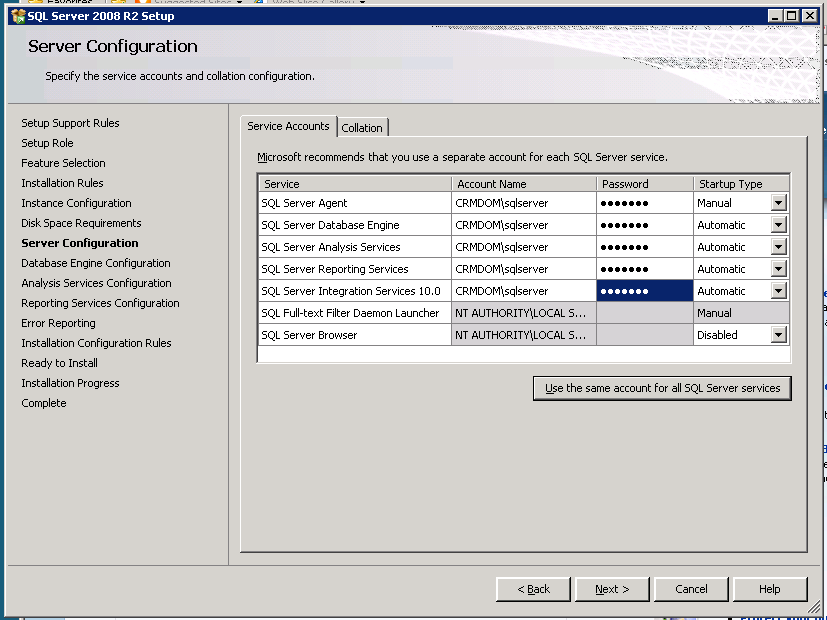 Favorites Suggested Sites Web Slice Gallery
SQL Server 2008 R2 Setup
Server Configuration
Specify the service accounts and collation configuration.
Setup Support Rules
Setup Role
Feature Selection
Installation Rules
Instance Configuration
Disk Space Requirements
Server Configuration
Database Engine Configuration
Analysis Services Configuration
Reporting Services Configuration
Error Reporting
Installation Configuration Rules
Ready to Install
Installation Progress
Complete
Service Accounts Collation
Microsoft recommends that you use a separate account for each SQL Server service.
Service Account Name Password Startup Type
SQL Server Agent CRMDOM\sqlserver ●●●●●●● Manual
SQL Server Database Engine CRMDOM\sqlserver ●●●●●●● Automatic
SQL Server Analysis Services CRMDOM\sqlserver ●●●●●●● Automatic
SQL Server Reporting Services CRMDOM\sqlserver ●●●●●●● Automatic
SQL Server Integration Services 10.0 CRMDOM\sqlserver ●●●●●●● Automatic
SQL Full-text Filter Daemon Launcher NT AUTHORITY\LOCAL S... Manual
SQL Server Browser NT AUTHORITY\LOCAL S... Disabled
Use the same account for all SQL Server services
< Back Next > Cancel Help